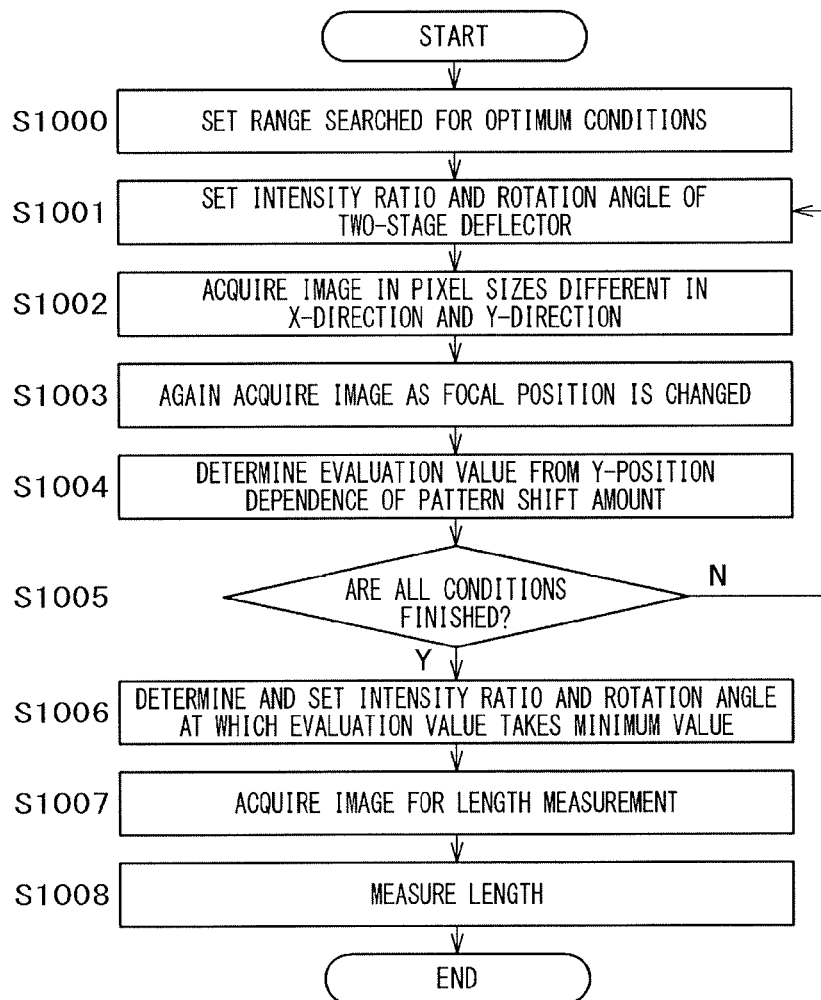 START
S1000
SET RANGE SEARCHED FOR OPTIMUM CONDITIONS
S1001
SET INTENSITY RATIO AND ROTATION ANGLE OF
TWO-STAGE DEFLECTOR
S1002
ACQUIRE IMAGE IN PIXEL SIZES DIFFERENT IN
X-DIRECTION AND Y-DIRECTION
S1003
AGAIN ACQUIRE IMAGE AS FOCAL POSITION IS CHANGED
S1004
DETERMINE EVALUATION VALUE FROM Y-POSITION
DEPENDENCE OF PATTERN SHIFT AMOUNT
S1005
ARE ALL CONDITIONS
FINISHED?
N
Y
S1006
DETERMINE AND SET INTENSITY RATIO AND ROTATION ANGLE
AT WHICH EVALUATION VALUE TAKES MINIMUM VALUE
S1007
ACQUIRE IMAGE FOR LENGTH MEASUREMENT
S1008
MEASURE LENGTH
END